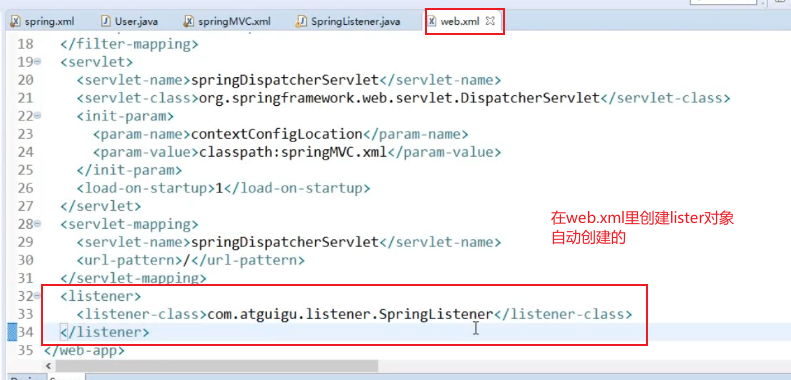 spring.xml User.java springMVC.xml SpringListener.java web.xml
18 </filter-mapping>
19 <servlet>
20 <servlet-name>springDispatcherServlet</servlet-name>
21 <servlet-class>org.springframework.web.servlet.DispatcherServlet</servlet-class>
22 <init-param>
23 <param-name>contextConfigLocation</param-name>
24 <param-value>classpath:springMVC.xml</param-value>
25 </init-param>
26 <load-on-startup>1</load-on-startup>
27 </servlet>
28 <servlet-mapping>
29 <servlet-name>springDispatcherServlet</servlet-name>
30 <url-pattern>/</url-pattern>
31 </servlet-mapping>
32 <listener>
33 <listener-class>com.atguigu.listener.SpringListener</listener-class>
34 </listener>
35 </web-app>
在web.xml里创建lister对象
自动创建的